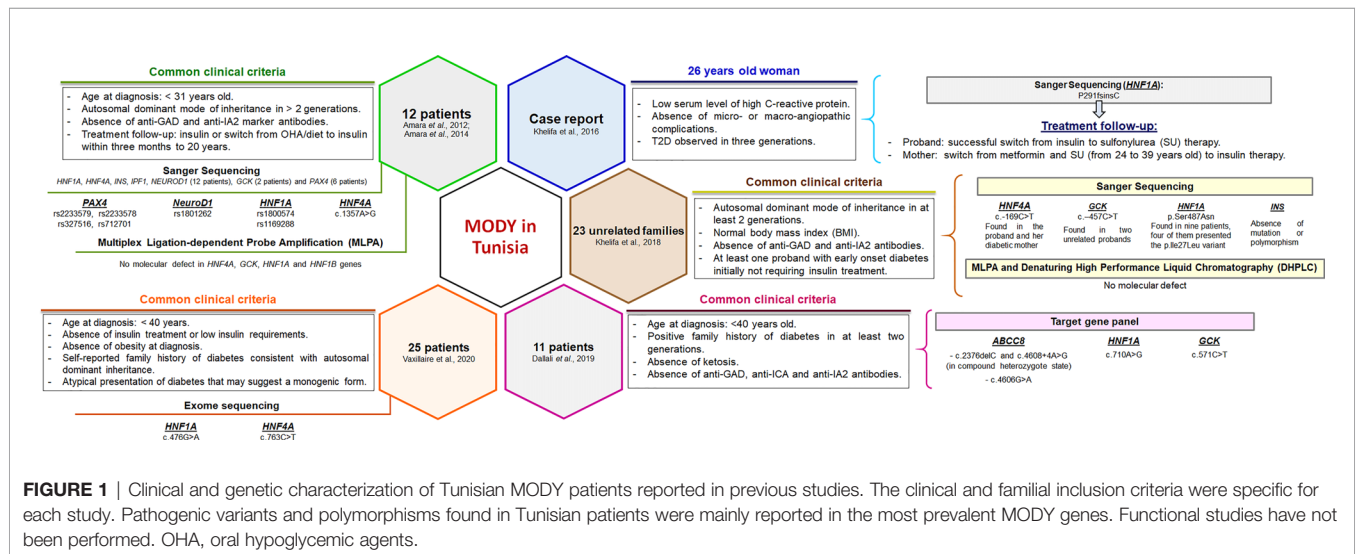 Common clinical criteria
- Age at diagnosis: < 31 years old.
- Autosomal dominant mode of inheritance in > 2 generations.
- Absence of anti-GAD and anti-IA2 marker antibodies.
- Treatment follow-up: insulin or switch from OHA/diet to insulin
within three months to 20 years.
Sanger Sequencing
HNF1A, HNF4A, INS, IPF1, NEUROD1 (12 patients), GCK (2 patients) and PAX4 (6 patients)
PAX4
rs2233579, rs2233578
rs327516, rs712701
NeuroD1
rs1801262
HNF1A
rs1800574
rs1169288
HNF4A
c.1357A>G
Multiplex Ligation-dependent Probe Amplification (MLPA)
No molecular defect in HNF4A, GCK, HNF1A and HNF1B genes
12 patients
Amara et al., 2012;
Amara et al., 2014
Case report
Khelifa et al., 2016
26 years old woman
- Low serum level of high C-reactive protein.
- Absence of micro- or macro-angiopathic
complications.
- T2D observed in three generations.
Sanger Sequencing (HNF1A):
P291fsinsC
Treatment follow-up:
- Proband: successful switch from insulin to sulfonylurea (SU) therapy.
- Mother: switch from metformin and SU (from 24 to 39 years old) to insulin therapy.
MODY in
Tunisia
23 unrelated families
Khelifa et al., 2018
Common clinical criteria
- Autosomal dominant mode of inheritance in at
least 2 generations.
- Normal body mass index (BMI).
- Absence of anti-GAD and anti-IA2 antibodies.
- At least one proband with early onset diabetes
initially not requiring insulin treatment.
Sanger Sequencing
HNF4A
c.-169C>T
Found in the
proband and her
diabetic mother
GCK
c.–457C>T
Found in two
unrelated probands
HNF1A
p.Ser487Asn
Found in nine patients,
four of them presented
the p.Ile27Leu variant
INS
Absence of
mutation or
polymorphism
MLPA and Denaturing High Performance Liquid Chromatography (DHPLC)
No molecular defect
Common clinical criteria
- Age at diagnosis: < 40 years.
- Absence of insulin treatment or low insulin requirements.
- Absence of obesity at diagnosis.
- Self-reported family history of diabetes consistent with autosomal
dominant inheritance.
- Atypical presentation of diabetes that may suggest a monogenic form.
Exome sequencing
HNF1A
c.476G>A
HNF4A
c.763C>T
25 patients
Vaxillaire et al., 2020
11 patients
Dallali et al., 2019
Common clinical criteria
- Age at diagnosis: <40 years old.
- Positive family history of diabetes in at least two
generations.
- Absence of ketosis.
- Absence of anti-GAD, anti-ICA and anti-IA2 antibodies.
Target gene panel
ABCC8
- c.2376delC and c.4608+4A>G
(in compound heterozygote state)
- c.4606G>A
HNF1A
c.710A>G
GCK
c.571C>T
FIGURE 1 | Clinical and genetic characterization of Tunisian MODY patients reported in previous studies. The clinical and familial inclusion criteria were specific for
each study. Pathogenic variants and polymorphisms found in Tunisian patients were mainly reported in the most prevalent MODY genes. Functional studies have not
been performed. OHA, oral hypoglycemic agents.